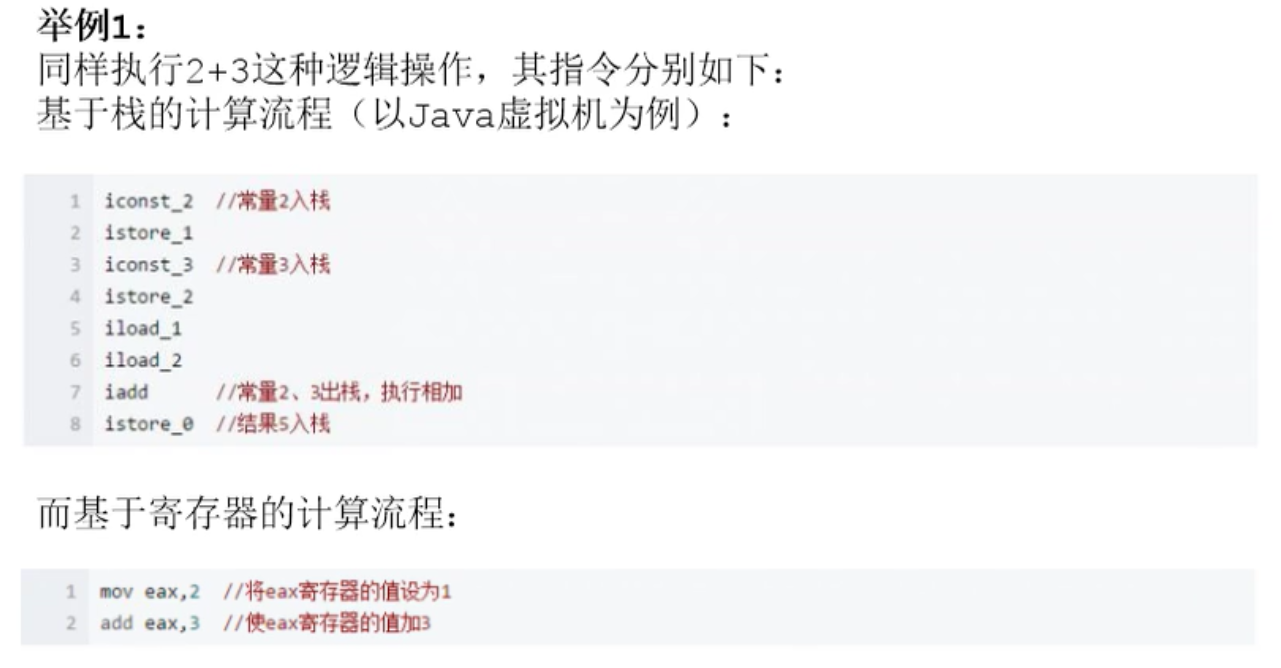 举例1：
同样执行2+3这种逻辑操作，其指令分别如下：
基于栈的计算流程（以Java虚拟机为例）：
1 iconst_2 //常量2入栈
2 istore_1
3 iconst_3 //常量3入栈
4 istore_2
5 iload_1
6 iload_2
7 iadd //常量2、3出栈，执行相加
8 istore_0 //结果5入栈
而基于寄存器的计算流程：
1 mov eax,2 //将eax寄存器的值设为1
2 add eax,3 //使eax寄存器的值加3